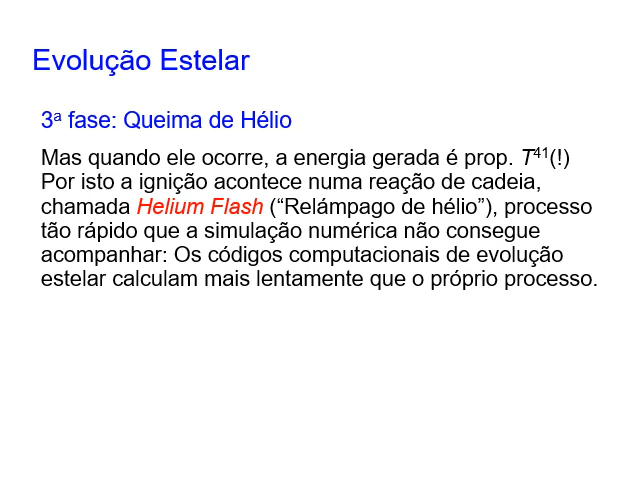 Evolução Estelar
3ª fase: Queima de Hélio
Mas quando ele ocorre, a energia gerada é prop. T⁴¹(!)
Por isto a ignição acontece numa reação de cadeia,
chamada Helium Flash (“Relámpago de hélio”), processo
tão rápido que a simulação numérica não consegue
acompanhar: Os códigos computacionais de evolução
estelar calculam mais lentamente que o próprio processo.